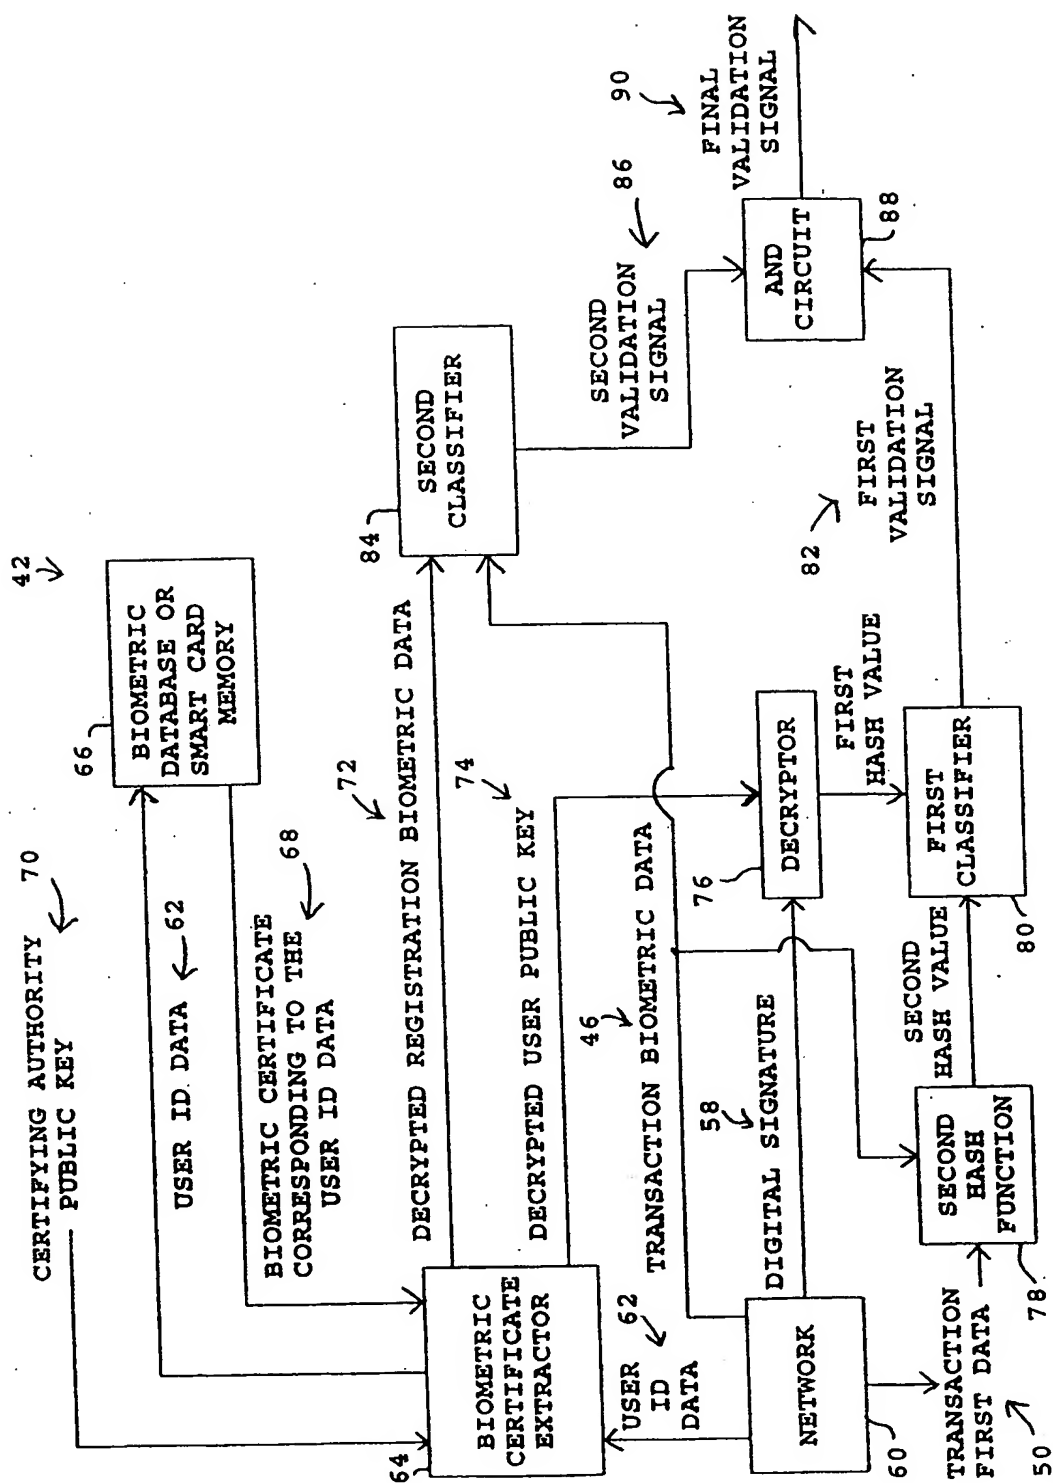 42
CERTIFYING AUTHORITY
PUBLIC KEY
70
USER ID DATA
62
66
BIOMETRIC
DATABASE OR
SMART CARD
MEMORY
BIOMETRIC CERTIFICATE
CORRESPONDING TO THE
USER ID DATA
68
64
BIOMETRIC
CERTIFICATE
EXTRACTOR
DECRYPTED REGISTRATION BIOMETRIC DATA
72
DECRYPTED USER PUBLIC KEY
74
84
SECOND
CLASSIFIER
SECOND
VALIDATION
SIGNAL
86
USER
ID
DATA
62
TRANSACTION BIOMETRIC DATA
46
DIGITAL SIGNATURE
58
NETWORK
60
76
DECRYPTOR
FIRST
HASH VALUE
AND
CIRCUIT
88
FINAL
VALIDATION
SIGNAL
90
TRANSACTION
FIRST DATA
50
SECOND
HASH
FUNCTION
78
SECOND
HASH VALUE
FIRST
CLASSIFIER
80
FIRST
VALIDATION
SIGNAL
82